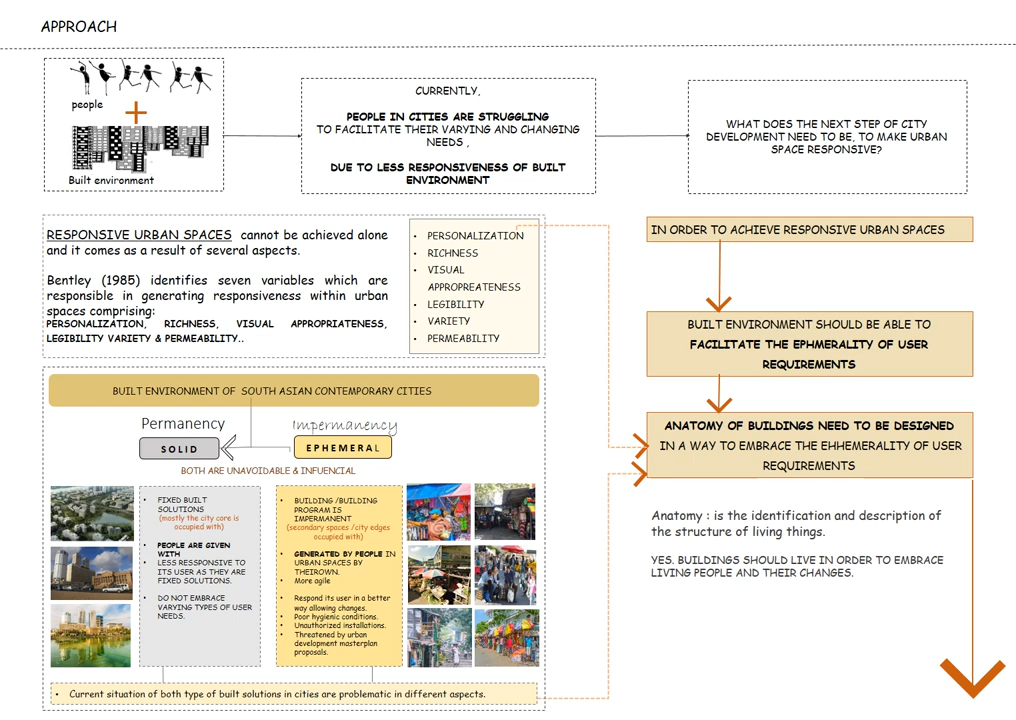 APPROACH
people
Built environment
CURRENTLY,
PEOPLE IN CITIES ARE STRUGGLING
TO FACILITATE THEIR VARYING AND CHANGING
NEEDS ,
DUE TO LESS RESPONSIVENESS OF BUILT
ENVIRONMENT
WHAT DOES THE NEXT STEP OF CITY
DEVELOPMENT NEED TO BE, TO MAKE URBAN
SPACE RESPONSIVE?
RESPONSIVE URBAN SPACES cannot be achieved alone
and it comes as a result of several aspects.
Bentley (1985) identifies seven variables which are
responsible in generating responsiveness within urban
spaces comprising:
PERSONALIZATION, RICHNESS, VISUAL APPROPRIATENESS,
LEGIBILITY VARIETY & PERMEABILITY..
• PERSONALIZATION
• RICHNESS
• VISUAL
APPROPREATENESS
• LEGIBILITY
• VARIETY
• PERMEABILITY
IN ORDER TO ACHIEVE RESPONSIVE URBAN SPACES
BUILT ENVIRONMENT SHOULD BE ABLE TO
FACILITATE THE EPHMERALITY OF USER
REQUIREMENTS
ANATOMY OF BUILDINGS NEED TO BE DESIGNED
IN A WAY TO EMBRACE THE EHHEMERALITY OF USER
REQUIREMENTS
Anatomy : is the identification and description of
the structure of living things.
YES. BUILDINGS SHOULD LIVE IN ORDER TO EMBRACE
LIVING PEOPLE AND THEIR CHANGES.
BUILT ENVIRONMENT OF SOUTH ASIAN CONTEMPORARY CITIES
Permanency
SOLID
Impermanency
EPHEMERAL
BOTH ARE UNAVOIDABLE & INFUENCIAL
• FIXED BUILT
SOLUTIONS
(mostly the city core is
occupied with)
• PEOPLE ARE GIVEN
WITH
• LESS RESSPONSIVE TO
ITS USER AS THEY ARE
FIXED SOLUTIONS.
• DO NOT EMBRACE
VARYING TYPES OF USER
NEEDS.
• BUILDING /BUILDING
PROGRAM IS
IMPERMANENT
(secondary spaces /city edges
occupied with)
• GENERATED BY PEOPLE IN
URBAN SPACES BY
THEIROWN.
• More agile
• Respond its user in a better
way allowing changes.
• Poor hygienic conditions.
• Unauthorized installations.
• Threatened by urban
development masterplan
proposals.
• Current situation of both type of built solutions in cities are problematic in different aspects.